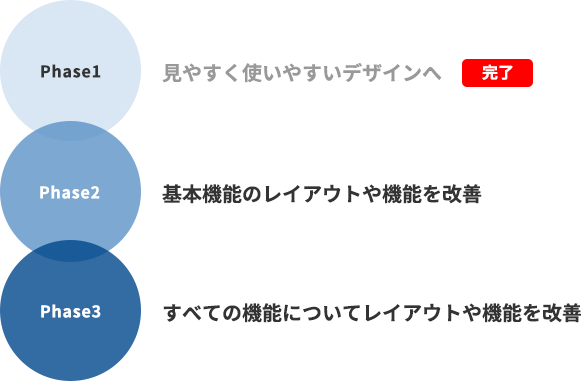 Phase1
見やすく使いやすいデザインへ 完了
Phase2
基本機能のレイアウトや機能を改善
Phase3
すべての機能についてレイアウトや機能を改善